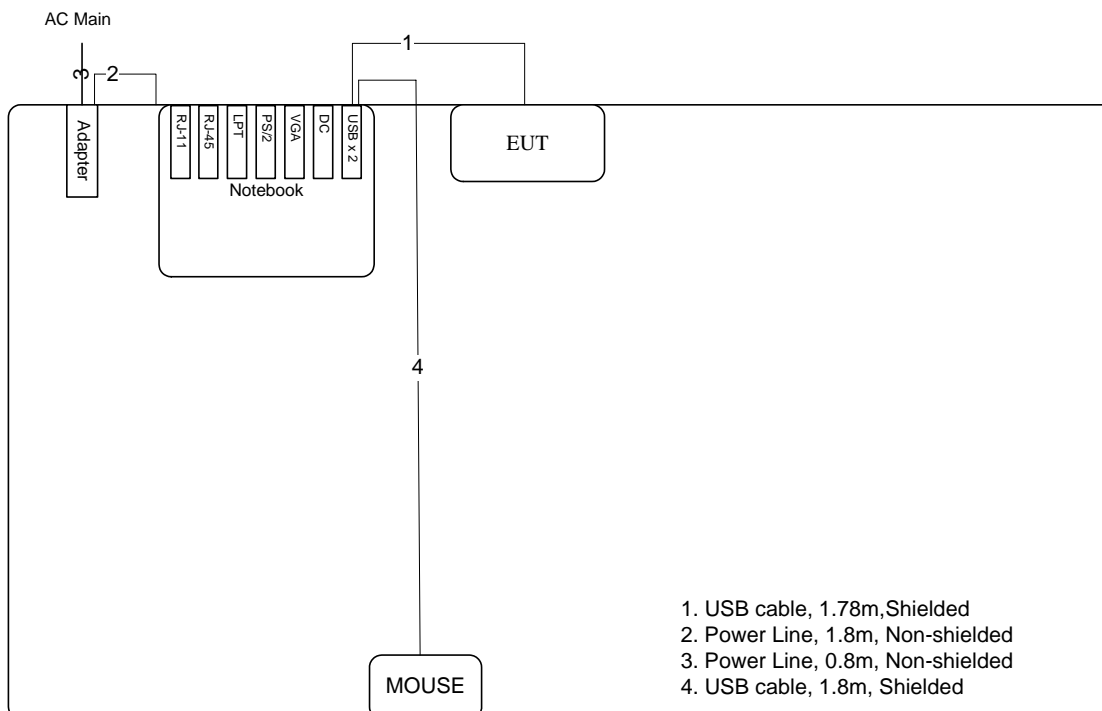 AC Main
1
3
2
Adapter
RJ-11
RJ-45
LPT
PS/2
VGA
DC
USB x 2
EUT
Notebook
4
MOUSE
1. USB cable, 1.78m,Shielded
2. Power Line, 1.8m, Non-shielded
3. Power Line, 0.8m, Non-shielded
4. USB cable, 1.8m, Shielded